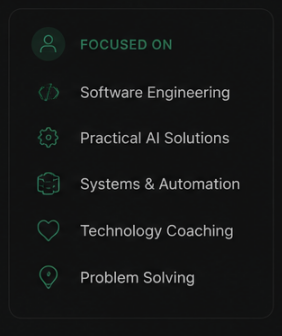 FOCUSED ON
Software Engineering
Practical AI Solutions
Systems & Automation
Technology Coaching
Problem Solving